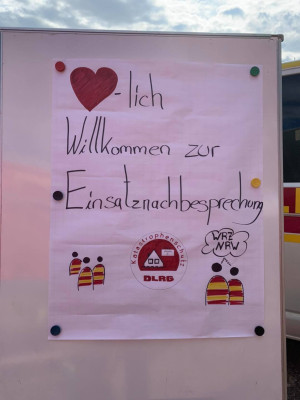 ❤-lich
Willkommen zur
Einsatznachbesprechung
WRZ
NRW
Katastrophenschutz
DLRG